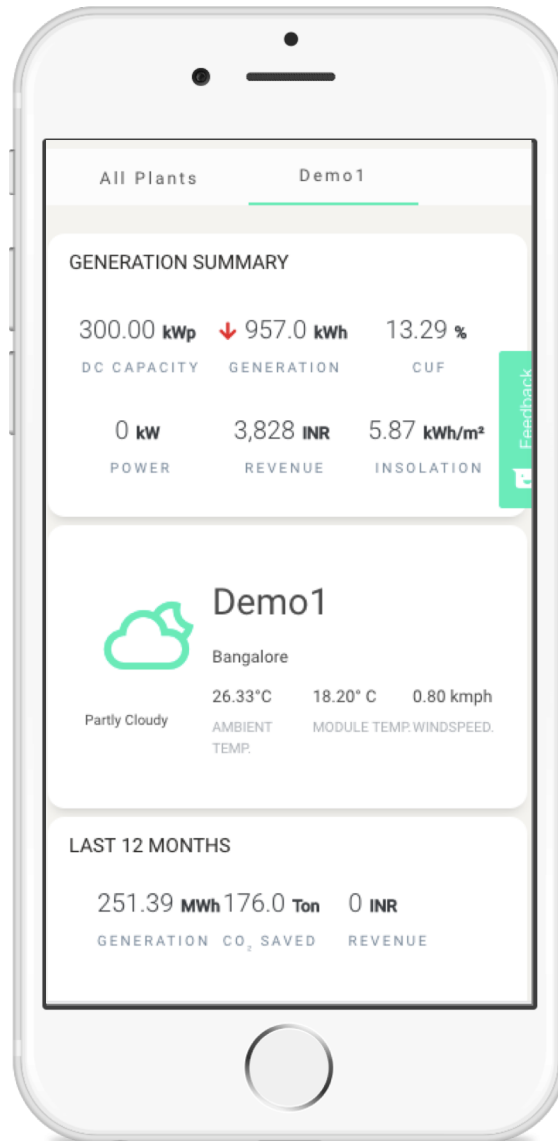 All Plants Demo1
GENERATION SUMMARY
300.00 kWp 957.0 kWh 13.29 %
DC CAPACITY GENERATION CUF
0 kW 3,828 INR 5.87 kWh/m²
POWER REVENUE INSOLATION
Feedback
Demo1
Bangalore
26.33°C 18.20° C 0.80 kmph
Partly Cloudy AMBIENT TEMP. MODULE TEMP. WINDSPEED.
LAST 12 MONTHS
251.39 MWh 176.0 Ton 0 INR
GENERATION CO₂ SAVED REVENUE